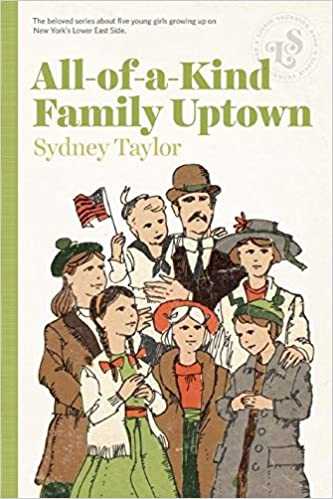 The beloved series about five young girls growing up on
New York's Lower East Side.
LS
All-of-a-Kind
Family Uptown
Sydney Taylor